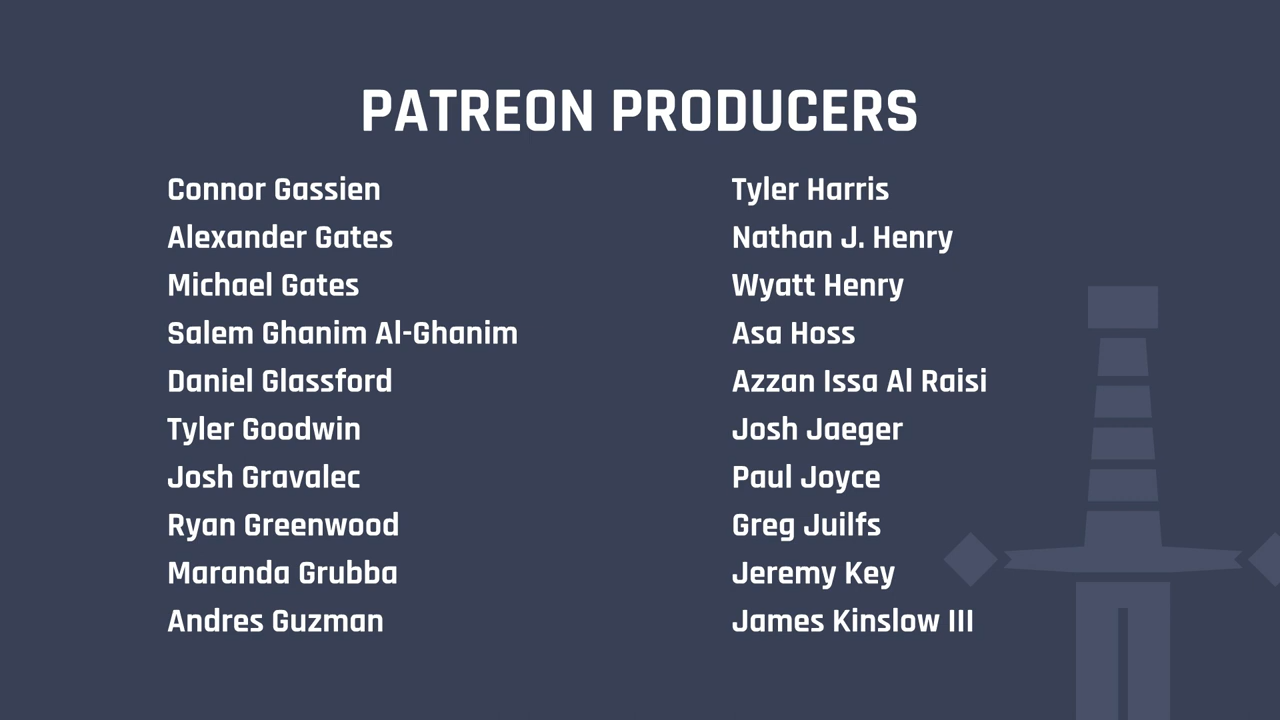 PATREON PRODUCERS
Connor Gassien
Alexander Gates
Michael Gates
Salem Ghanim Al-Ghanim
Daniel Glassford
Tyler Goodwin
Josh Gravalec
Ryan Greenwood
Maranda Grubba
Andres Guzman
Tyler Harris
Nathan J. Henry
Wyatt Henry
Asa Hoss
Azzan Issa Al Raisi
Josh Jaeger
Paul Joyce
Greg Juilfs
Jeremy Key
James Kinslow III